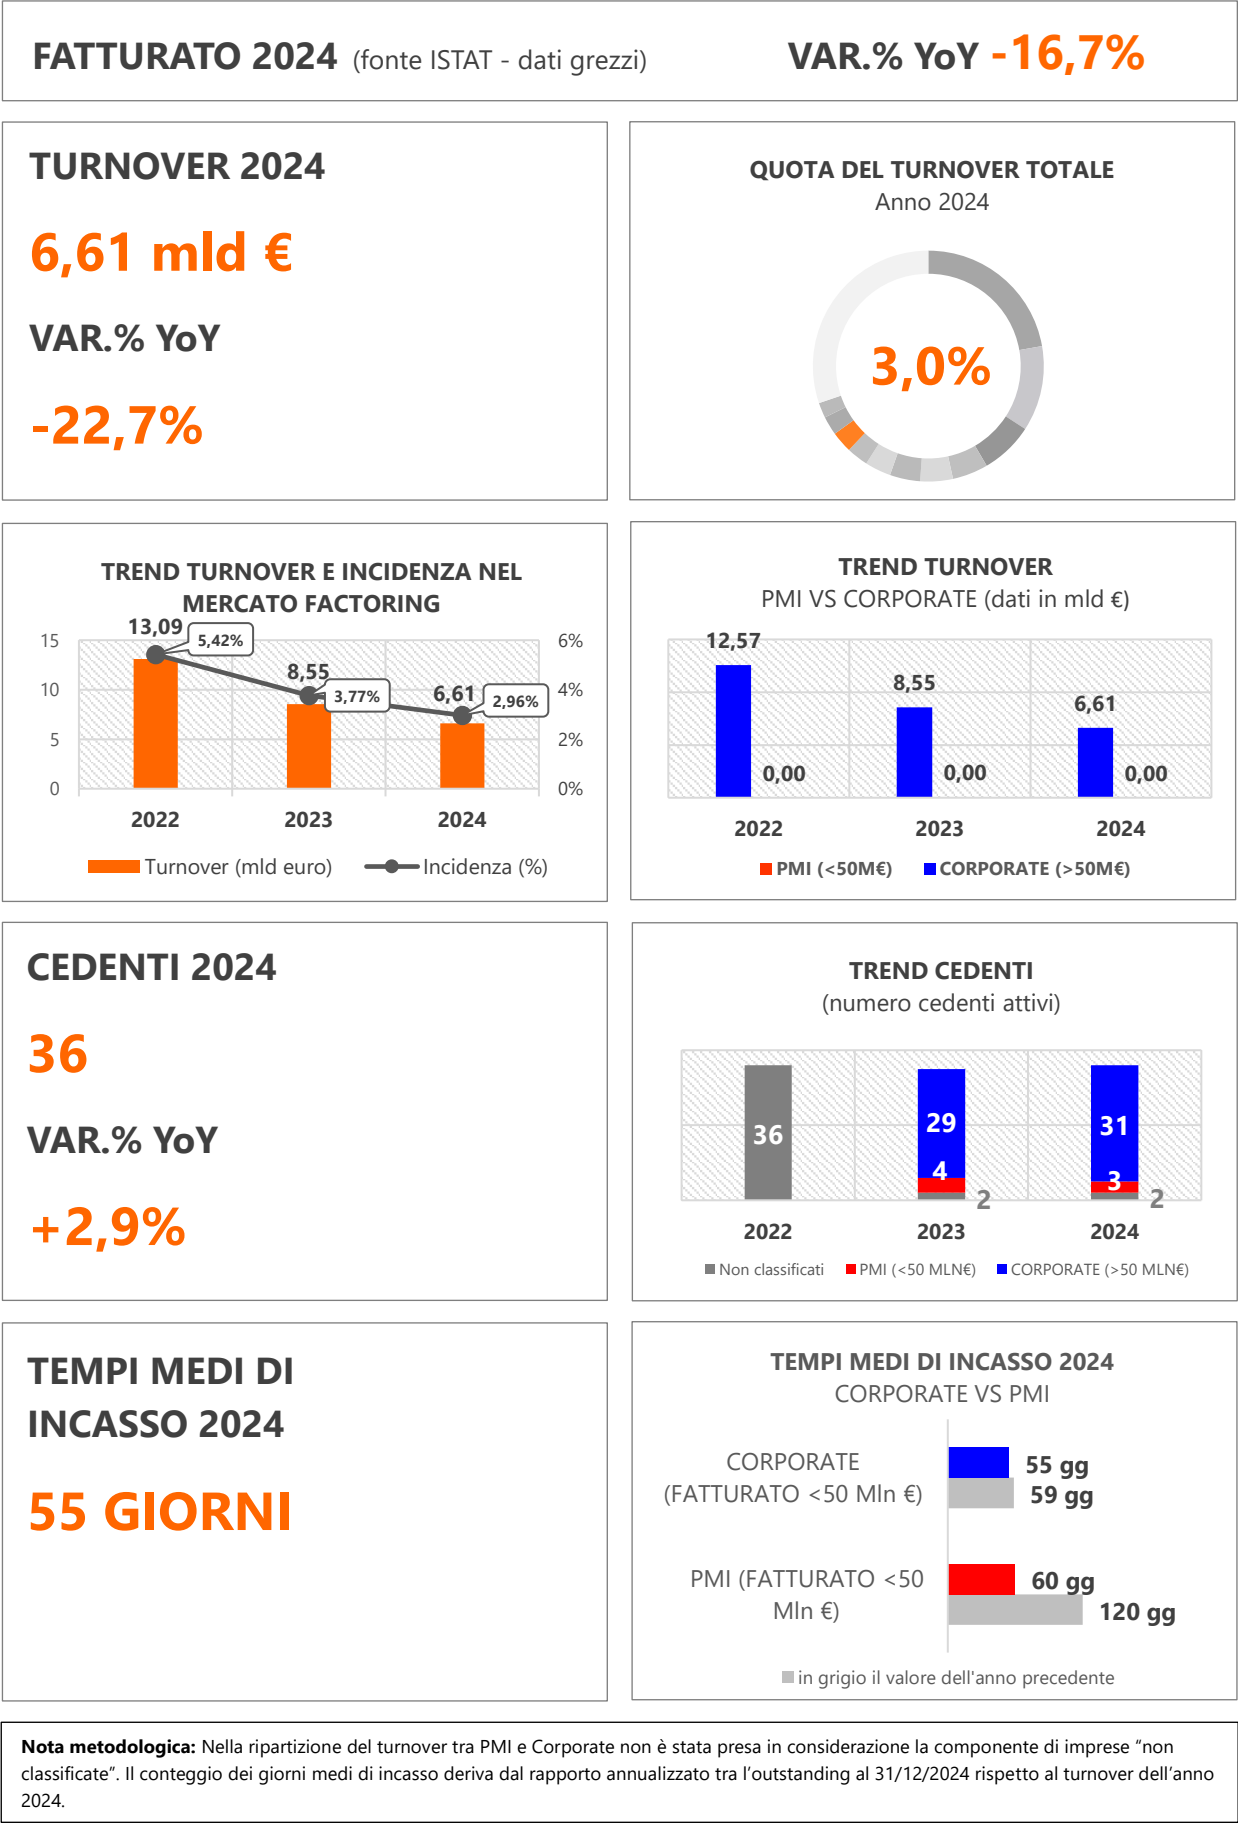 FATTURATO 2024 (fonte ISTAT - dati grezzi) VAR.% YoY -16,7%
TURNOVER 2024
6,61 mld €
VAR.% YoY
-22,7%
QUOTA DEL TURNOVER TOTALE
Anno 2024
3,0%
TREND TURNOVER E INCIDENZA NEL
MERCATO FACTORING
15
10
5
0
13,09
5,42%
8,55
3,77%
6,61
2,96%
6%
4%
2%
0%
2022 2023 2024
Turnover (mld euro) Incidenza (%)
TREND TURNOVER
PMI VS CORPORATE (dati in mld €)
12,57
0,00
8,55
0,00
6,61
0,00
2022 2023 2024
PMI (<50M€) CORPORATE (>50M€)
CEDENTI 2024
36
VAR.% YoY
+2,9%
TREND CEDENTI
(numero cedenti attivi)
36
29
4
2
31
3
2
2022 2023 2024
Non classificati PMI (<50 MLN€) CORPORATE (>50 MLN€)
TEMPI MEDI DI
INCASSO 2024
55 GIORNI
TEMPI MEDI DI INCASSO 2024
CORPORATE VS PMI
CORPORATE
(FATTURATO <50 Mln €)
55 gg
59 gg
PMI (FATTURATO <50
Mln €)
60 gg
120 gg
in grigio il valore dell'anno precedente
Nota metodologica: Nella ripartizione del turnover tra PMI e Corporate non è stata presa in considerazione la componente di imprese “non
classificate”. Il conteggio dei giorni medi di incasso deriva dal rapporto annualizzato tra l’outstanding al 31/12/2024 rispetto al turnover dell’anno
2024.